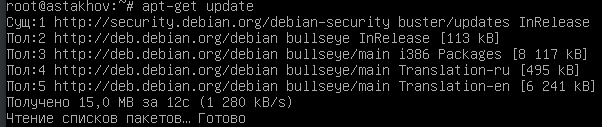 root@astakhov:~# apt-get update
Сущ:1 http://security.debian.org/debian-security buster/updates InRelease
Пол:2 http://deb.debian.org/debian bullseye InRelease [113 kB]
Пол:3 http://deb.debian.org/debian bullseye/main i386 Packages [8 117 kB]
Пол:4 http://deb.debian.org/debian bullseye/main Translation-ru [495 kB]
Пол:5 http://deb.debian.org/debian bullseye/main Translation-en [6 241 kB]
Получено 15,0 MB за 12с (1 280 kB/s)
Чтение списков пакетов… Готово